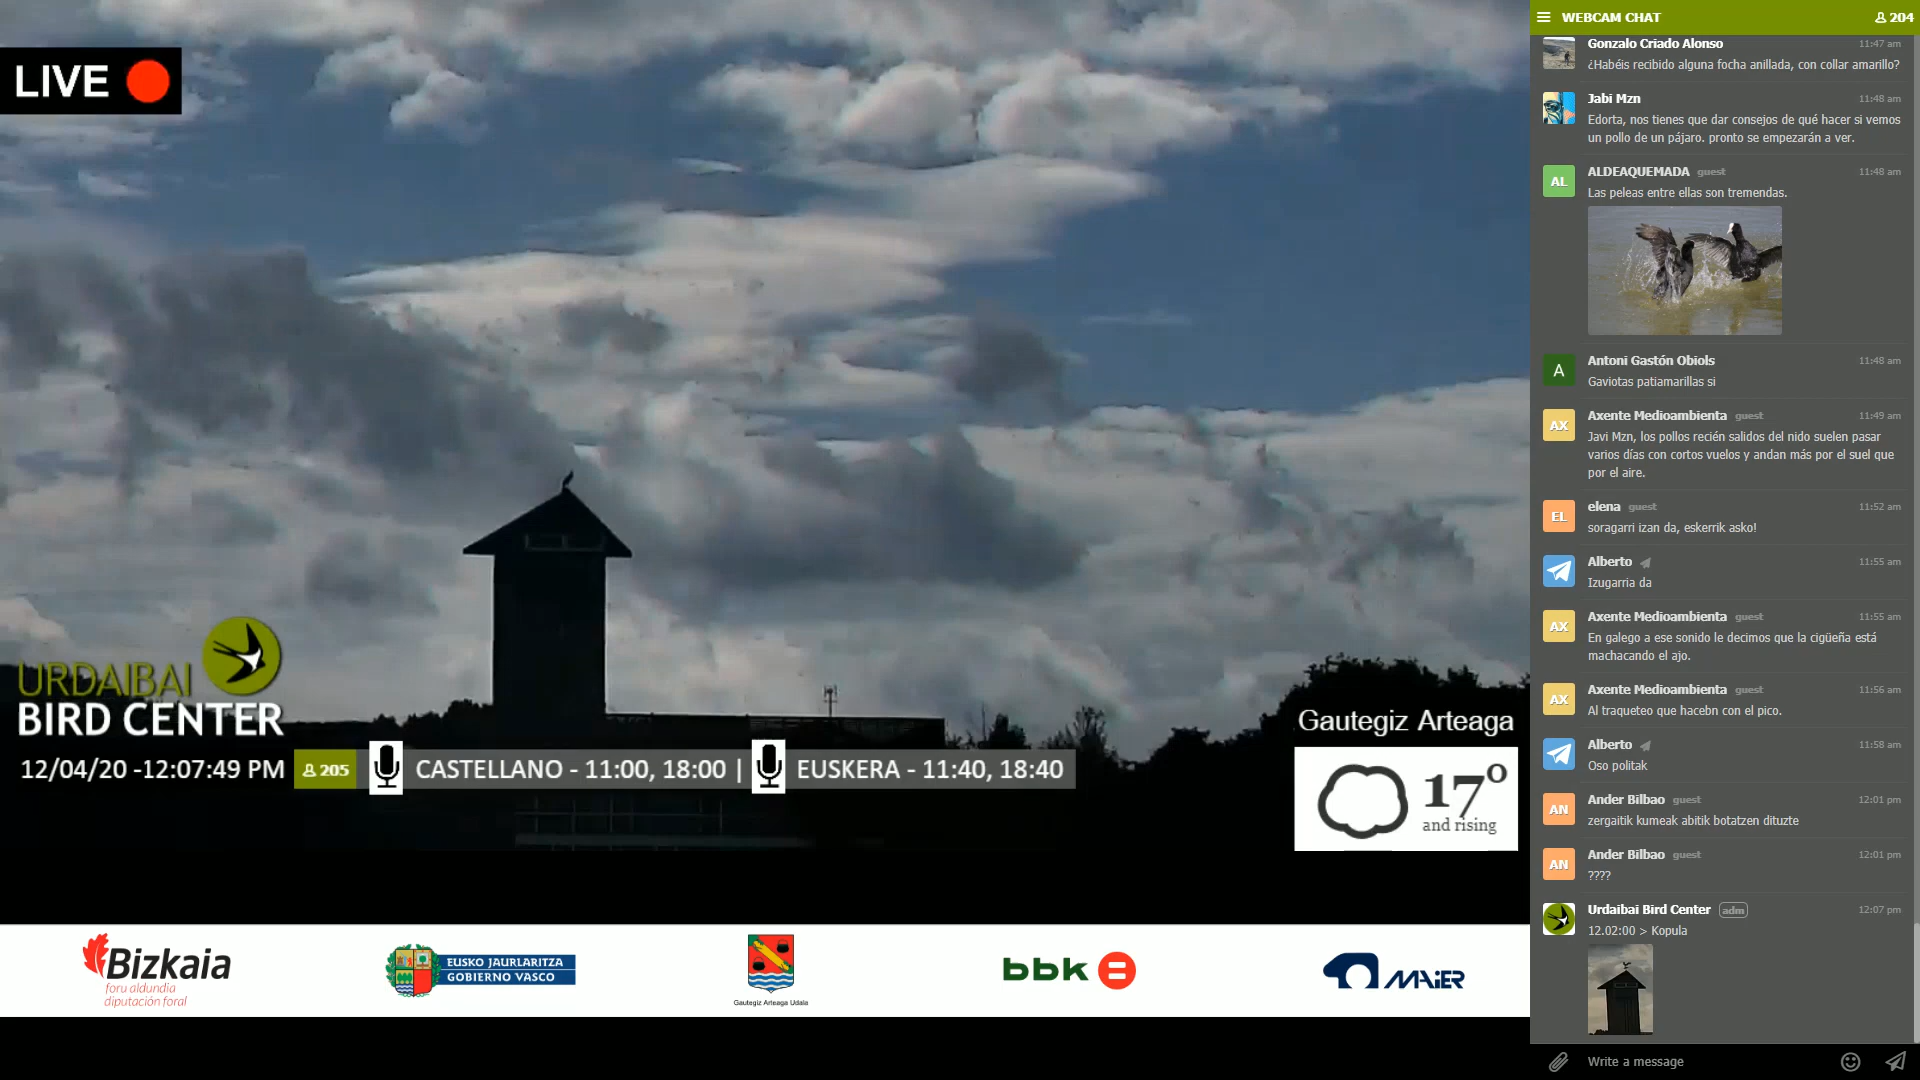 LIVE
URDAIBAI
BIRD CENTER
12/04/20 -12:07:49 PM
205
CASTELLANO - 11:00, 18:00 |
EUSKERA - 11:40, 18:40
Gautegiz Arteaga
17º
and rising
Bizkaia
foru aldundia
diputación foral
EUSKO JAURLARITZA
GOBIERNO VASCO
Gautegiz Arteaga Udala
bbk
MAIER
WEBCAM CHAT
204
Gonzalo Criado Alonso
11:47 am
¿Habéis recibido alguna focha anillada, con collar amarillo?
Jabi Mzn
11:48 am
Edorta, nos tienes que dar consejos de qué hacer si vemos
un pollo de un pájaro. pronto se empezarán a ver.
AL
ALDEAQUEMADA guest
11:48 am
Las peleas entre ellas son tremendas.
A
Antoni Gastón Obiols
11:48 am
Gaviotas patiamarillas si
AX
Axente Medioambienta guest
11:49 am
Javi Mzn, los pollos recién salidos del nido suelen pasar
varios días con cortos vuelos y andan más por el suel que
por el aire.
EL
elena guest
11:52 am
soragarri izan da, eskerrik asko!
Alberto
11:55 am
Izugarria da
AX
Axente Medioambienta guest
11:55 am
En galego a ese sonido le decimos que la cigüeña está
machacando el ajo.
AX
Axente Medioambienta guest
11:56 am
Al traqueteo que hacebn con el pico.
Alberto
11:58 am
Oso politak
AN
Ander Bilbao guest
12:01 pm
zergaitik kumeak abitik botatzen dituzte
AN
Ander Bilbao guest
12:01 pm
????
Urdaibai Bird Center adm
12:07 pm
12.02:00 > Kopula
Write a message